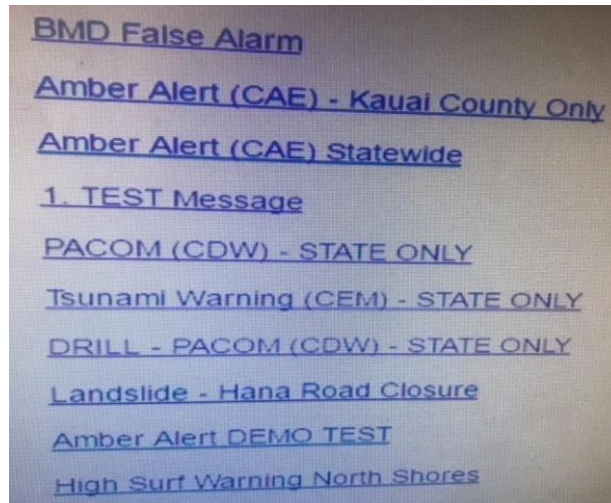 BMD False Alarm
Amber Alert (CAE) - Kauai County Only
Amber Alert (CAE) Statewide
1. TEST Message
PACOM (CDW) - STATE ONLY
Tsunami Warning (CEM) - STATE ONLY
DRILL - PACOM (CDW) - STATE ONLY
Landslide - Hana Road Closure
Amber Alert DEMO TEST
High Surf Warning North Shores